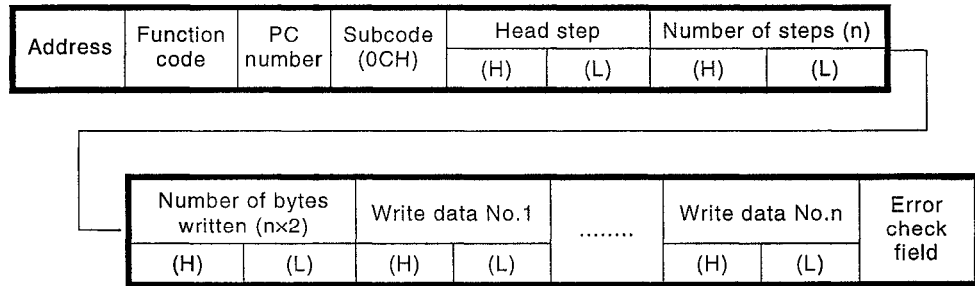 Address Function code PC number Subcode (0CH) Head step Number of steps (n)
(H) (L) (H) (L)
Number of bytes written (n×2) Write data No.1 ........ Write data No.n Error check field
(H) (L) (H) (L) (H) (L)